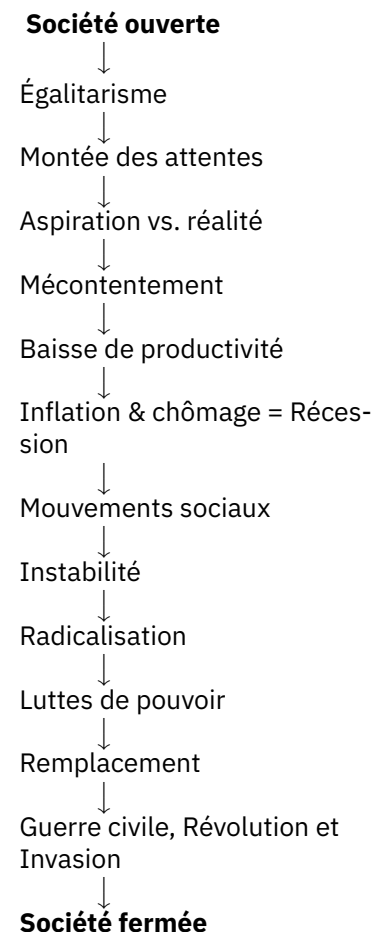 Société ouverte
Égalitarisme
Montée des attentes
Aspiration vs. réalité
Mécontentement
Baisse de productivité
Inflation & chômage = Réces-
sion
Mouvements sociaux
Instabilité
Radicalisation
Luttes de pouvoir
Remplacement
Guerre civile, Révolution et
Invasion
Société fermée